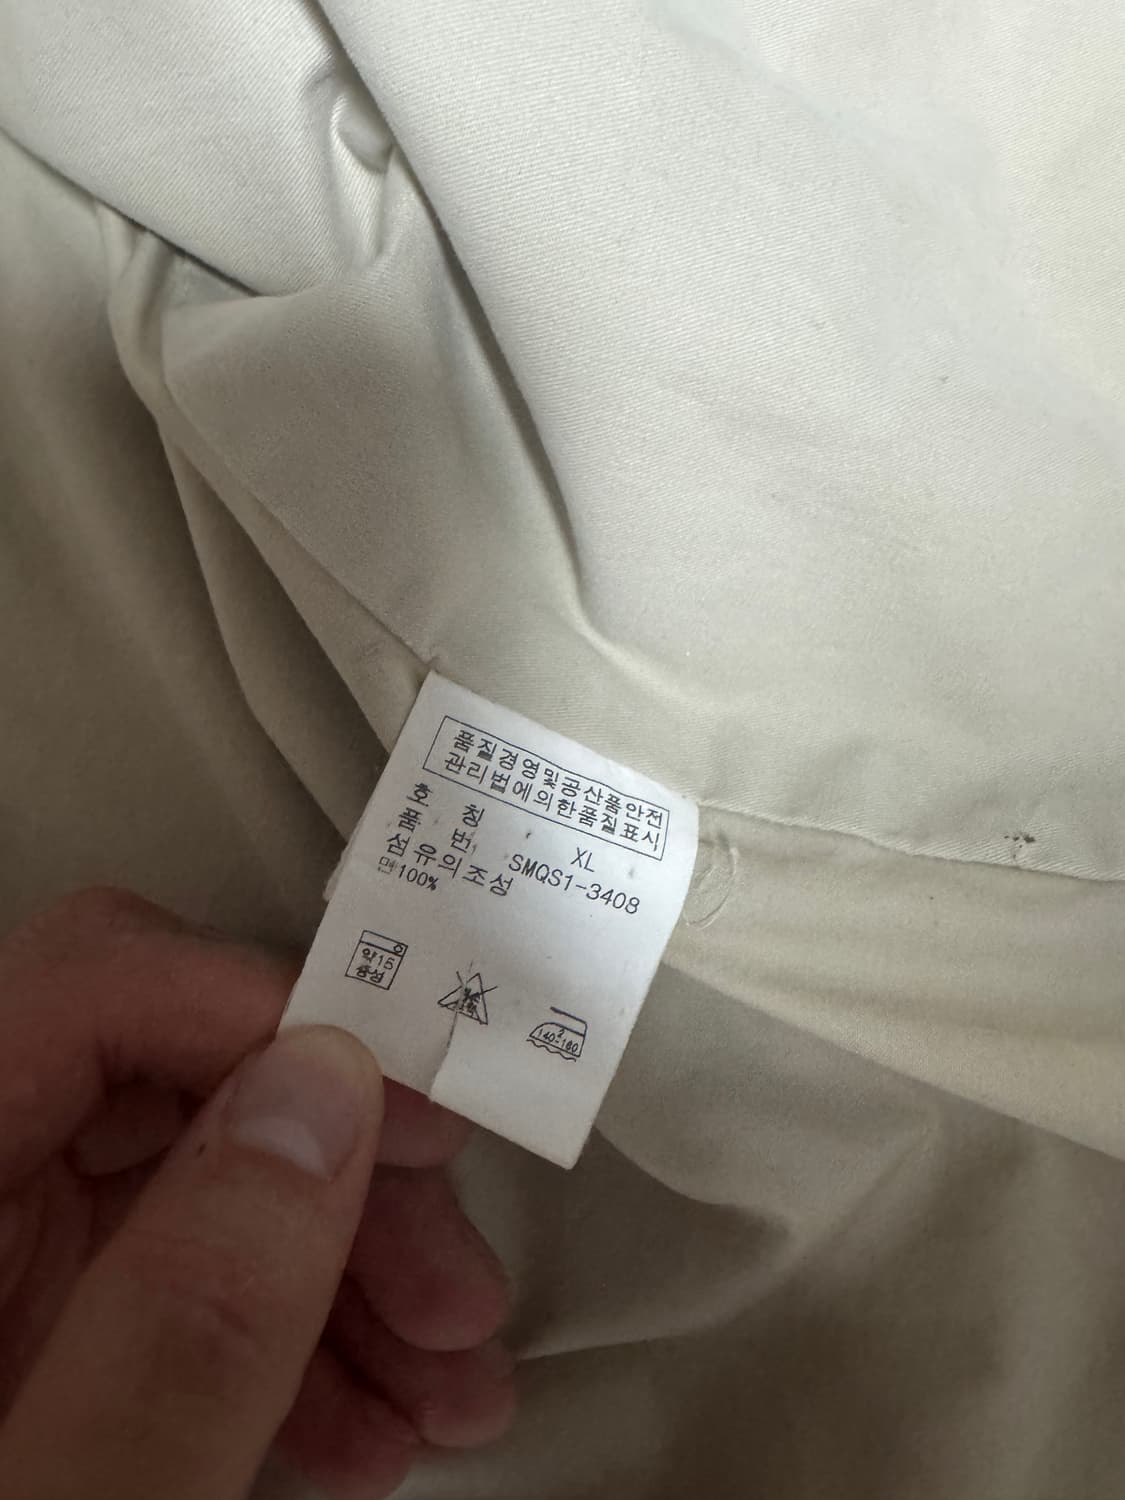 품질경영및공산품안전
관리법에의한품질표시
호 칭 XL
품 번 SMQS1-3408
섬유의조성
면100%
약15
중성
2
140-160